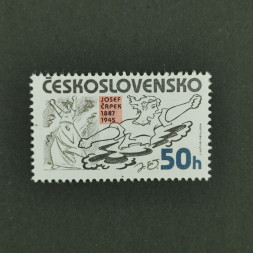 ČESKOSLOVENSKO
JOSEF
ČAPEK
1887
1945
50h